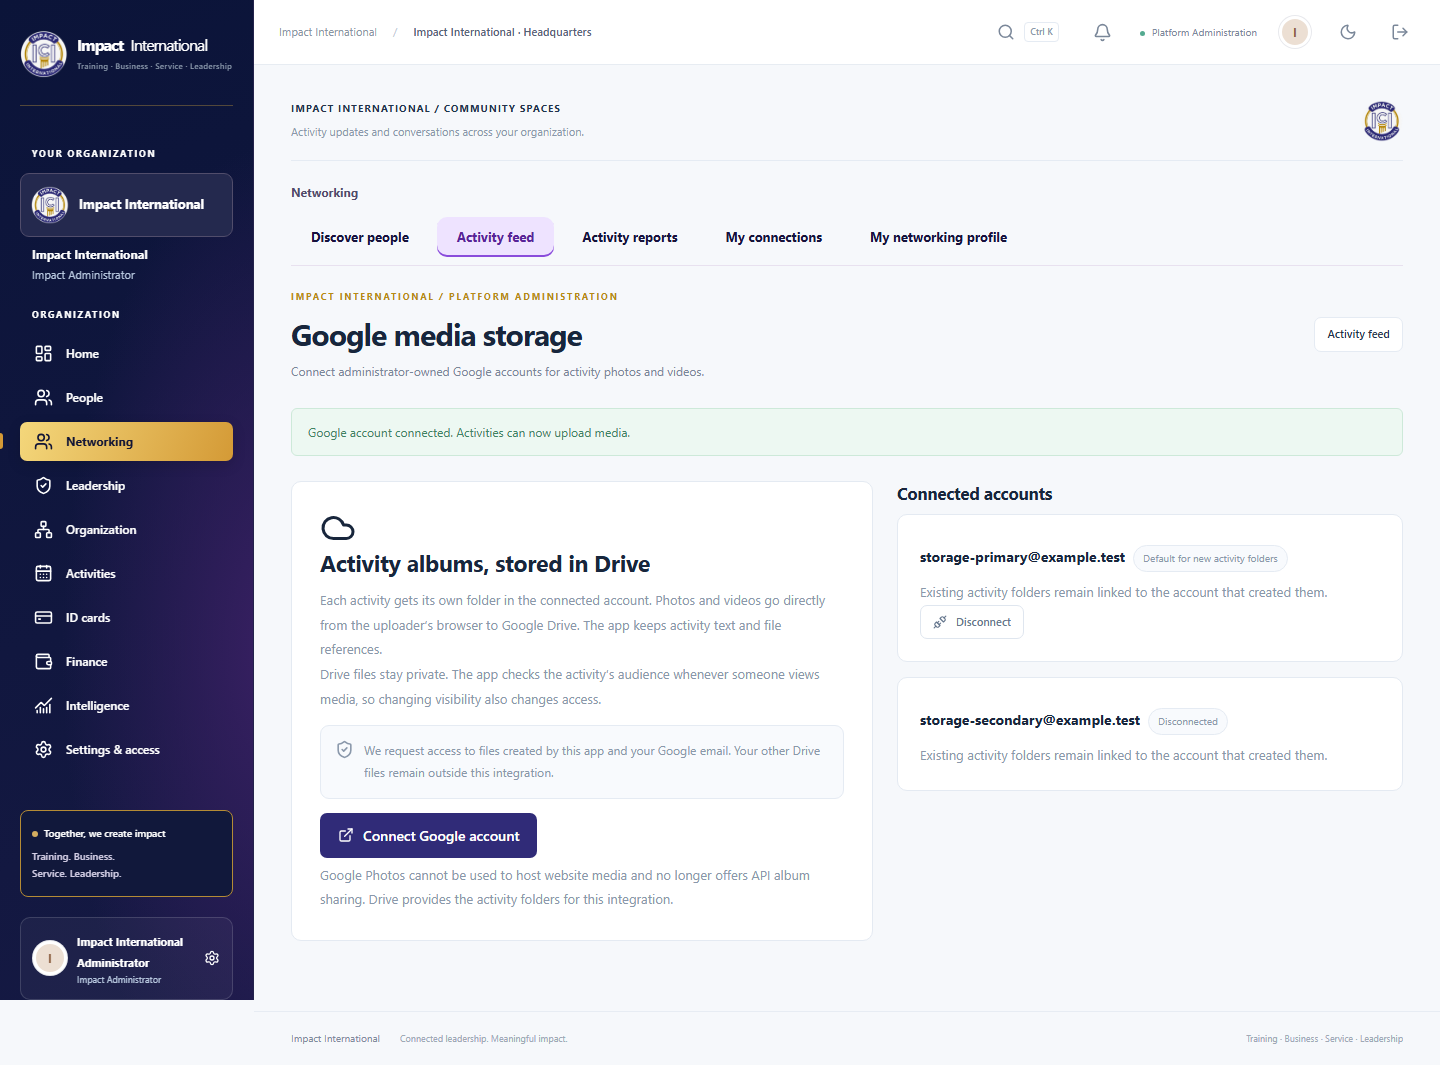 Impact International
Training · Business · Service · Leadership
YOUR ORGANIZATION
Impact International
Impact International
Impact Administrator
ORGANIZATION
Home
People
Networking
Leadership
Organization
Activities
ID cards
Finance
Intelligence
Settings & access
Together, we create impact
Training. Business.
Service. Leadership.
I
Impact International
Administrator
Impact Administrator
Impact International / Impact International · Headquarters
Ctrl K
Platform Administration
I
IMPACT INTERNATIONAL / COMMUNITY SPACES
Activity updates and conversations across your organization.
Networking
Discover people Activity feed Activity reports My connections My networking profile
IMPACT INTERNATIONAL / PLATFORM ADMINISTRATION
Google media storage
Activity feed
Connect administrator-owned Google accounts for activity photos and videos.
Google account connected. Activities can now upload media.
Activity albums, stored in Drive
Each activity gets its own folder in the connected account. Photos and videos go directly
from the uploader's browser to Google Drive. The app keeps activity text and file
references.
Drive files stay private. The app checks the activity's audience whenever someone views
media, so changing visibility also changes access.
We request access to files created by this app and your Google email. Your other Drive
files remain outside this integration.
Connect Google account
Google Photos cannot be used to host website media and no longer offers API album
sharing. Drive provides the activity folders for this integration.
Connected accounts
storage-primary@example.test Default for new activity folders
Existing activity folders remain linked to the account that created them.
Disconnect
storage-secondary@example.test Disconnected
Existing activity folders remain linked to the account that created them.
Impact International Connected leadership. Meaningful impact.
Training · Business · Service · Leadership